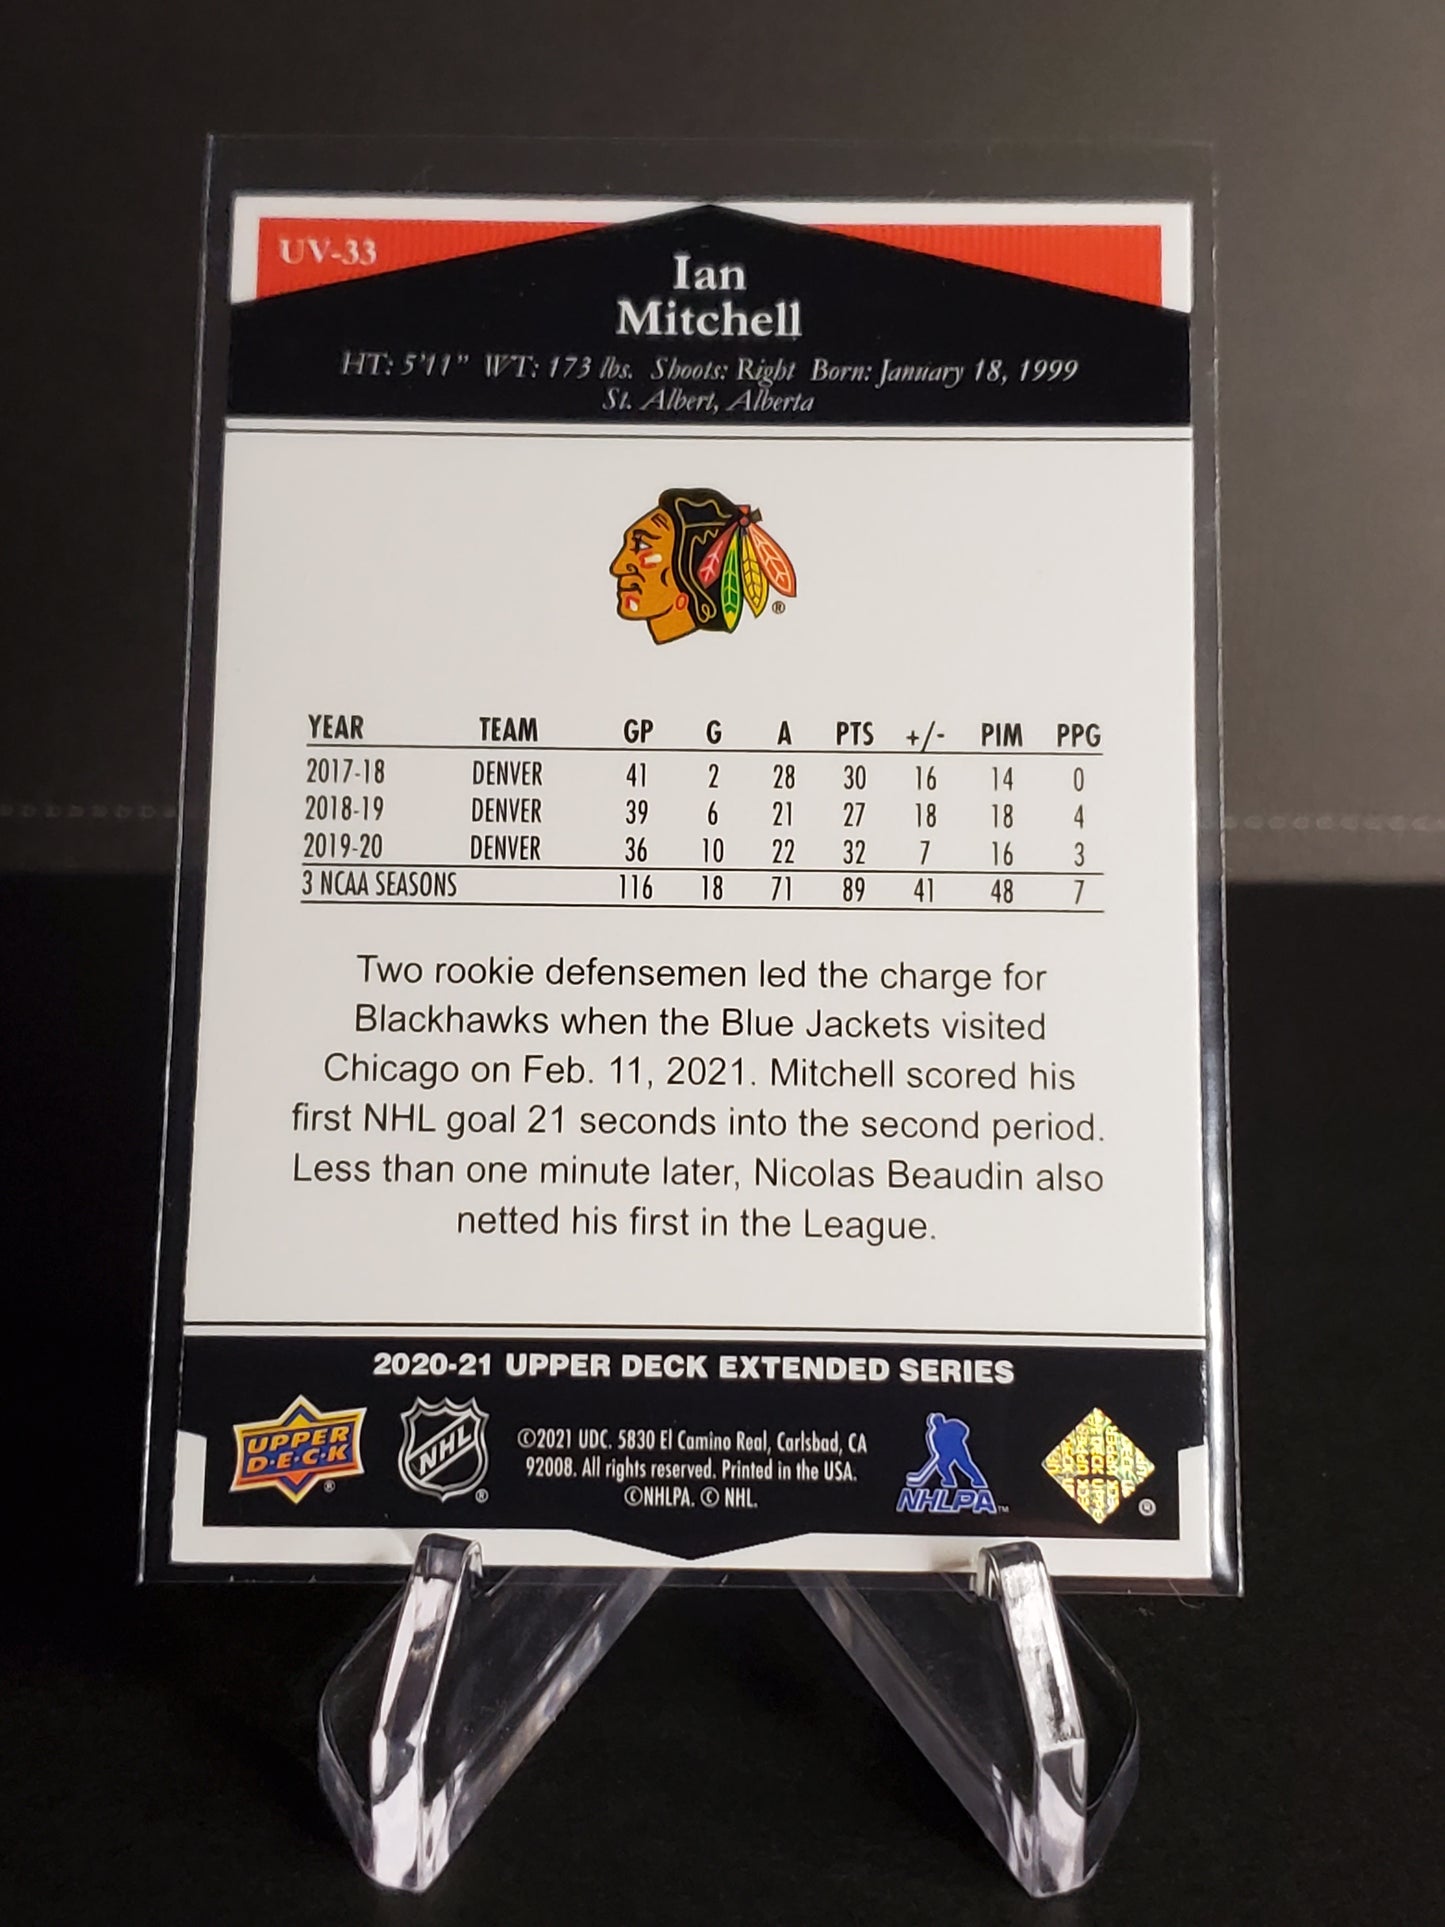 UV-33
Ian
Mitchell
HT: 5'11" WT: 173 lbs. Shoots: Right Born: January 18, 1999
St. Albert, Alberta
®
YEAR TEAM GP G A PTS +/- PIM PPG
2017-18 DENVER 41 2 28 30 16 14 0
2018-19 DENVER 39 6 21 27 18 18 4
2019-20 DENVER 36 10 22 32 7 16 3
3 NCAA SEASONS 116 18 71 89 41 48 7
Two rookie defensemen led the charge for
Blackhawks when the Blue Jackets visited
Chicago on Feb. 11, 2021. Mitchell scored his
first NHL goal 21 seconds into the second period.
Less than one minute later, Nicolas Beaudin also
netted his first in the League.
2020-21 UPPER DECK EXTENDED SERIES
UPPER
D·E·C·K
®
NHL
®
©2021 UDC. 5830 El Camino Real, Carlsbad, CA
92008. All rights reserved. Printed in the USA.
©NHLPA. © NHL.
NHLPA™
UPPER
DECK
®